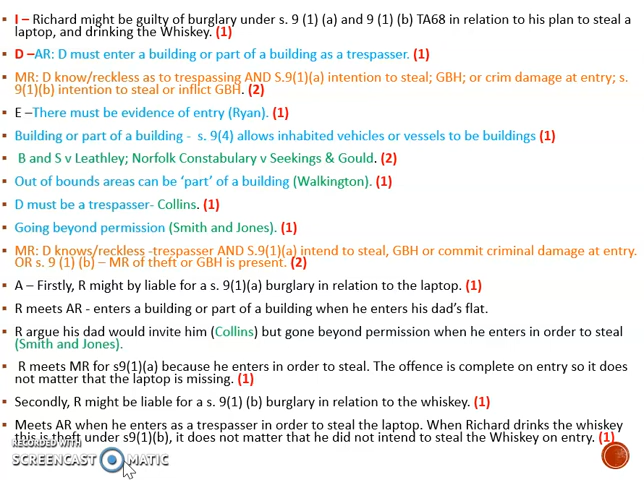 I – Richard might be guilty of burglary under s. 9 (1) (a) and 9 (1) (b) TA68 in relation to his plan to steal a
laptop, and drinking the Whiskey. (1)
D –AR: D must enter a building or part of a building as a trespasser. (1)
MR: D know/reckless as to trespassing AND S.9(1)(a) intention to steal; GBH; or crim damage at entry; s.
9(1)(b) intention to steal or inflict GBH. (2)
E –There must be evidence of entry (Ryan). (1)
Building or part of a building - s. 9(4) allows inhabited vehicles or vessels to be buildings (1)
B and S v Leathley; Norfolk Constabulary v Seekings & Gould. (2)
Out of bounds areas can be 'part' of a building (Walkington). (1)
D must be a trespasser- Collins. (1)
Going beyond permission (Smith and Jones). (1)
MR: D knows/reckless -trespasser AND S.9(1)(a) intend to steal, GBH or commit criminal damage at entry.
OR s. 9 (1) (b) – MR of theft or GBH is present. (2)
A – Firstly, R might by liable for a s. 9(1)(a) burglary in relation to the laptop. (1)
R meets AR - enters a building or part of a building when he enters his dad's flat.
R argue his dad would invite him (Collins) but gone beyond permission when he enters in order to steal
(Smith and Jones).
R meets MR for s9(1)(a) because he enters in order to steal. The offence is complete on entry so it does
not matter that the laptop is missing. (1)
Secondly, R might be liable for a s. 9(1) (b) burglary in relation to the whiskey. (1)
Meets AR when he enters as a trespasser in order to steal the laptop. When Richard drinks the whiskey
this is theft under s9(1)(b), it does not matter that he did not intend to steal the Whiskey on entry. (1)
RECORDED WITH
SCREENCAST MATIC